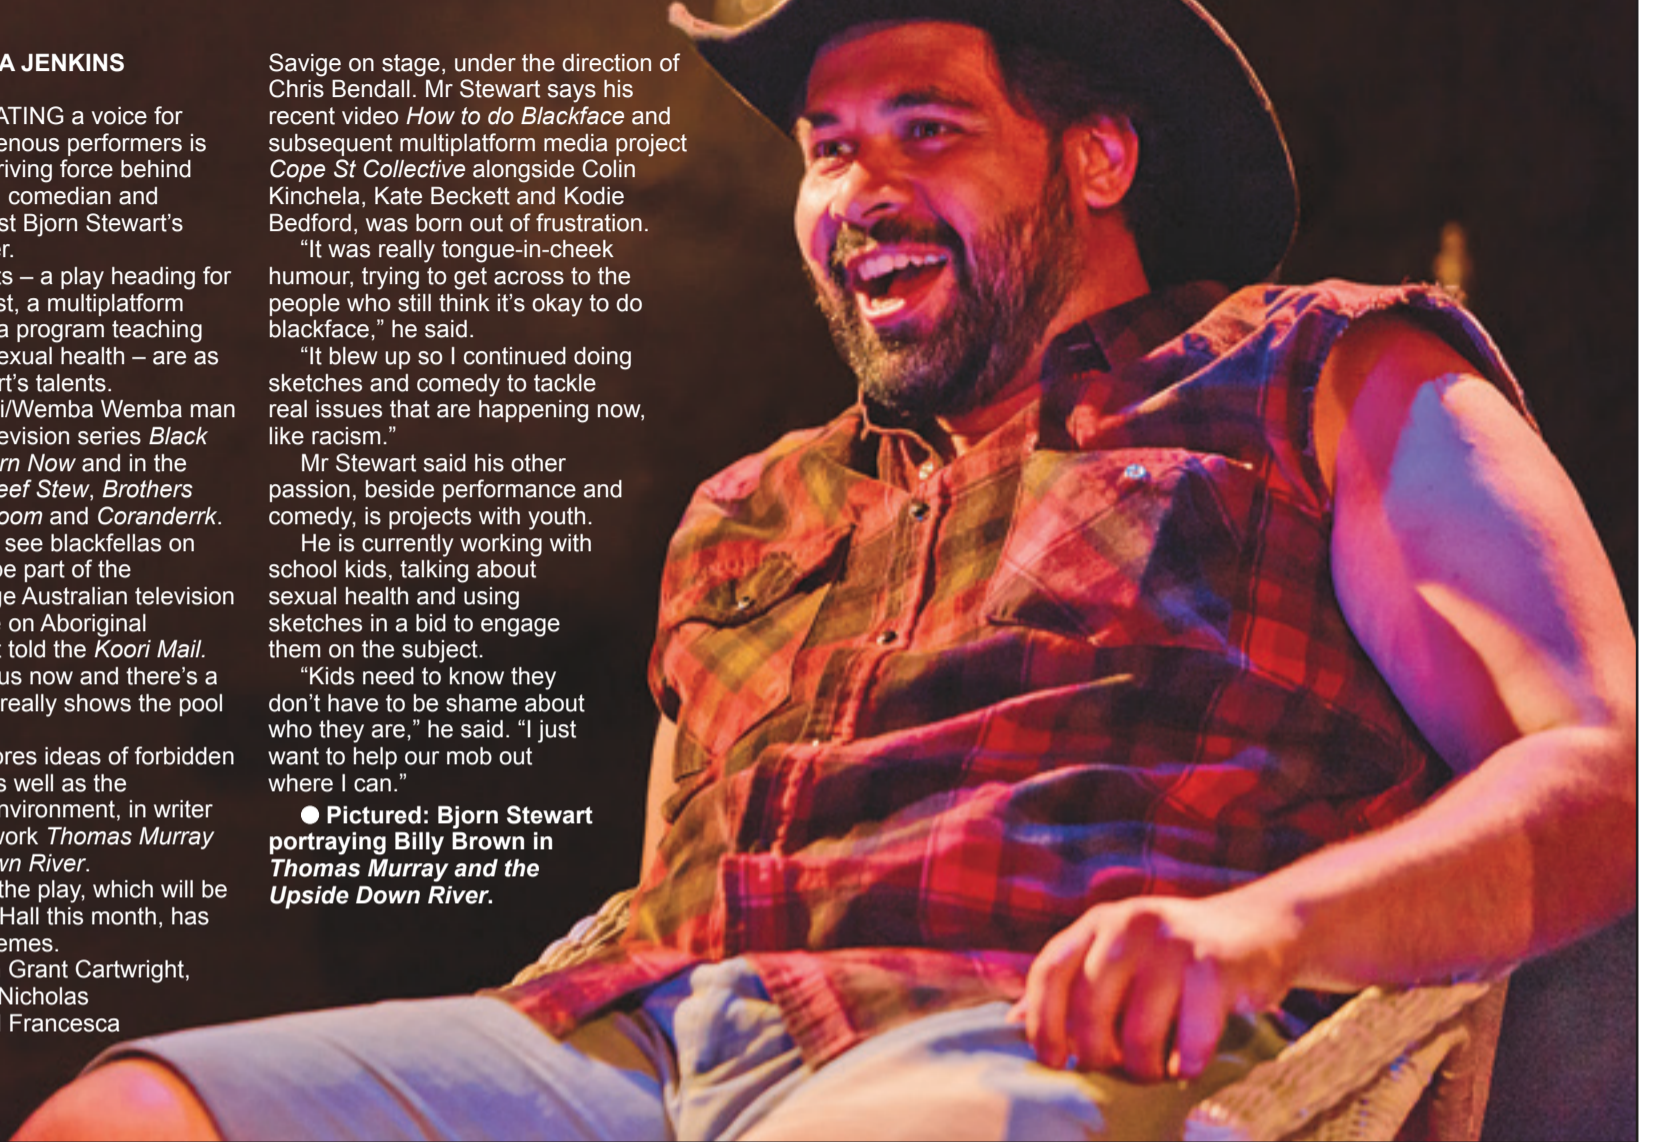 A JENKINS
ATING a voice for
enous performers is
riving force behind
comedian and
st Bjorn Stewart's
er.
ts – a play heading for
st, a multiplatform
a program teaching
exual health – are as
rt's talents.
i/Wemba Wemba man
evision series Black
rn Now and in the
eef Stew, Brothers
oom and Coranderrk.
see blackfellas on
be part of the
ge Australian television
e on Aboriginal
t told the Koori Mail.
us now and there's a
really shows the pool
ores ideas of forbidden
s well as the
nvironment, in writer
work Thomas Murray
wn River.
the play, which will be
Hall this month, has
emes.
Grant Cartwright,
Nicholas
d Francesca
Savige on stage, under the direction of
Chris Bendall. Mr Stewart says his
recent video How to do Blackface and
subsequent multiplatform media project
Cope St Collective alongside Colin
Kinchela, Kate Beckett and Kodie
Bedford, was born out of frustration.
“It was really tongue-in-cheek
humour, trying to get across to the
people who still think it’s okay to do
blackface,” he said.
“It blew up so I continued doing
sketches and comedy to tackle
real issues that are happening now,
like racism.”
Mr Stewart said his other
passion, beside performance and
comedy, is projects with youth.
He is currently working with
school kids, talking about
sexual health and using
sketches in a bid to engage
them on the subject.
“Kids need to know they
don’t have to be shame about
who they are,” he said. “I just
want to help our mob out
where I can.”
● Pictured: Bjorn Stewart
portraying Billy Brown in
Thomas Murray and the
Upside Down River.